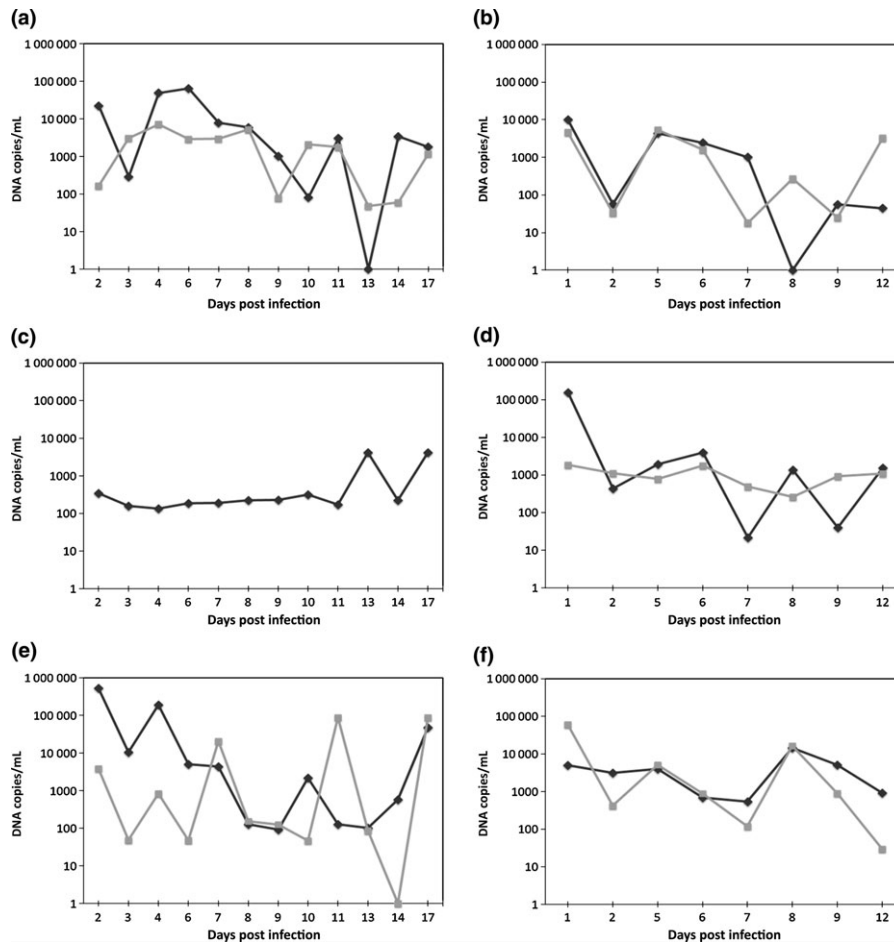 (a)
1 000 000
100 000
10 000
1000
100
10
1
DNA copies/mL
2 3 4 6 7 8 9 10 11 13 14 17
Days post infection
(b)
1 000 000
100 000
10 000
1000
100
10
1
DNA copies/mL
1 2 5 6 7 8 9 12
Days post infection
(c)
1 000 000
100 000
10 000
1000
100
10
1
DNA copies/mL
2 3 4 6 7 8 9 10 11 13 14 17
Days post infection
(d)
1 000 000
100 000
10 000
1000
100
10
1
DNA copies/mL
1 2 5 6 7 8 9 12
Days post infection
(e)
1 000 000
100 000
10 000
1000
100
10
1
DNA copies/mL
2 3 4 6 7 8 9 10 11 13 14 17
Days post infection
(f)
1 000 000
100 000
10 000
1000
100
10
1
DNA copies/mL
1 2 5 6 7 8 9 12
Days post infection